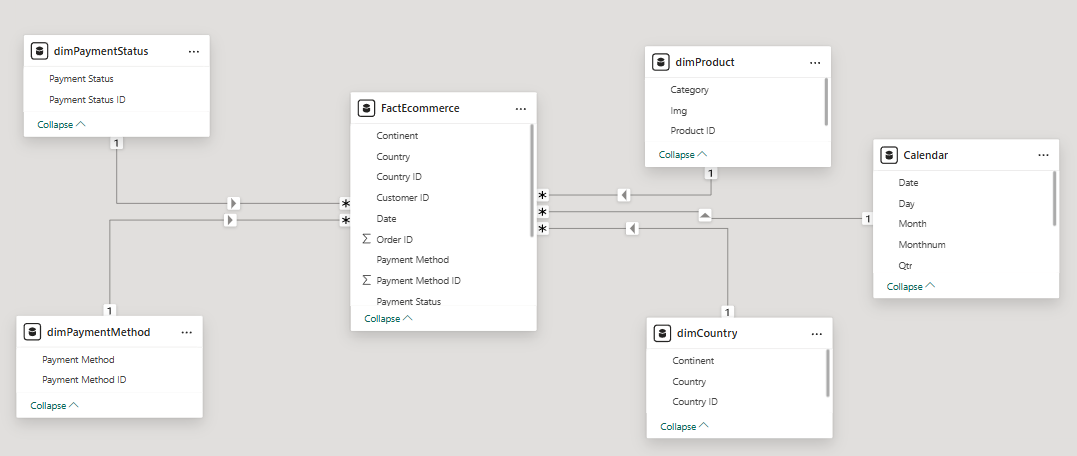 dimPaymentStatus
Payment Status
Payment Status ID
Collapse
1
FactEcommerce
Continent
Country
Country ID
Customer ID
Date
Σ Order ID
Payment Method
Σ Payment Method ID
Payment Status
Collapse
*
*
*
*
*
dimProduct
Category
Img
Product ID
Collapse
1
Calendar
Date
Day
Month
Monthnum
Qtr
Collapse
1
1
dimPaymentMethod
Payment Method
Payment Method ID
Collapse
1
dimCountry
Continent
Country
Country ID
Collapse